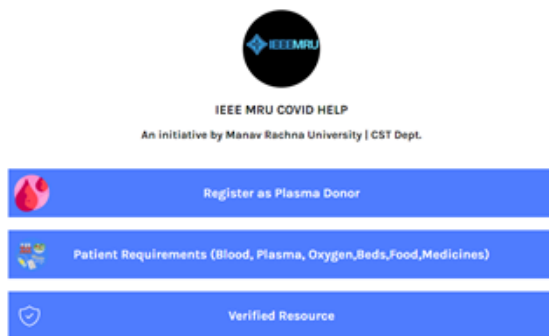 IEEEMRU
IEEE MRU COVID HELP
An initiative by Manav Rachna University | CST Dept.
Register as Plasma Donor
Patient Requirements (Blood, Plasma, Oxygen,Beds,Food,Medicines)
Verified Resource